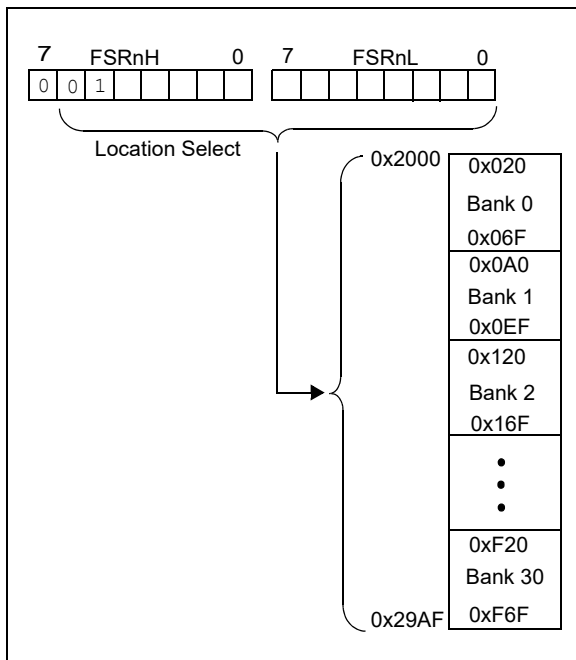 7 FSRnH 0 7 FSRnL 0
0 0 1
Location Select
0x2000
0x020
Bank 0
0x06F
0x0A0
Bank 1
0x0EF
0x120
Bank 2
0x16F
0xF20
Bank 30
0xF6F
0x29AF